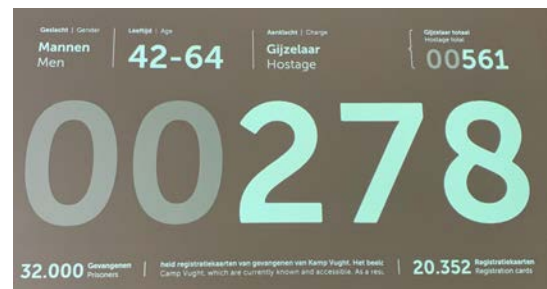 Geslacht | Gender
Mannen
Men
Leeftijd | Age
42-64
Aanklacht | Charge
Gijzelaar
Hostage
Gijzelaar totaal
Hostage total
00561
00278
32.000 Gevangenen
Prisoners
heid registratiekaarten van gevangenen van Kamp Vught. Het beelc
Camp Vught, which are currently known and accessible. As a resu
20.352 Registratiekaarten
Registration cards